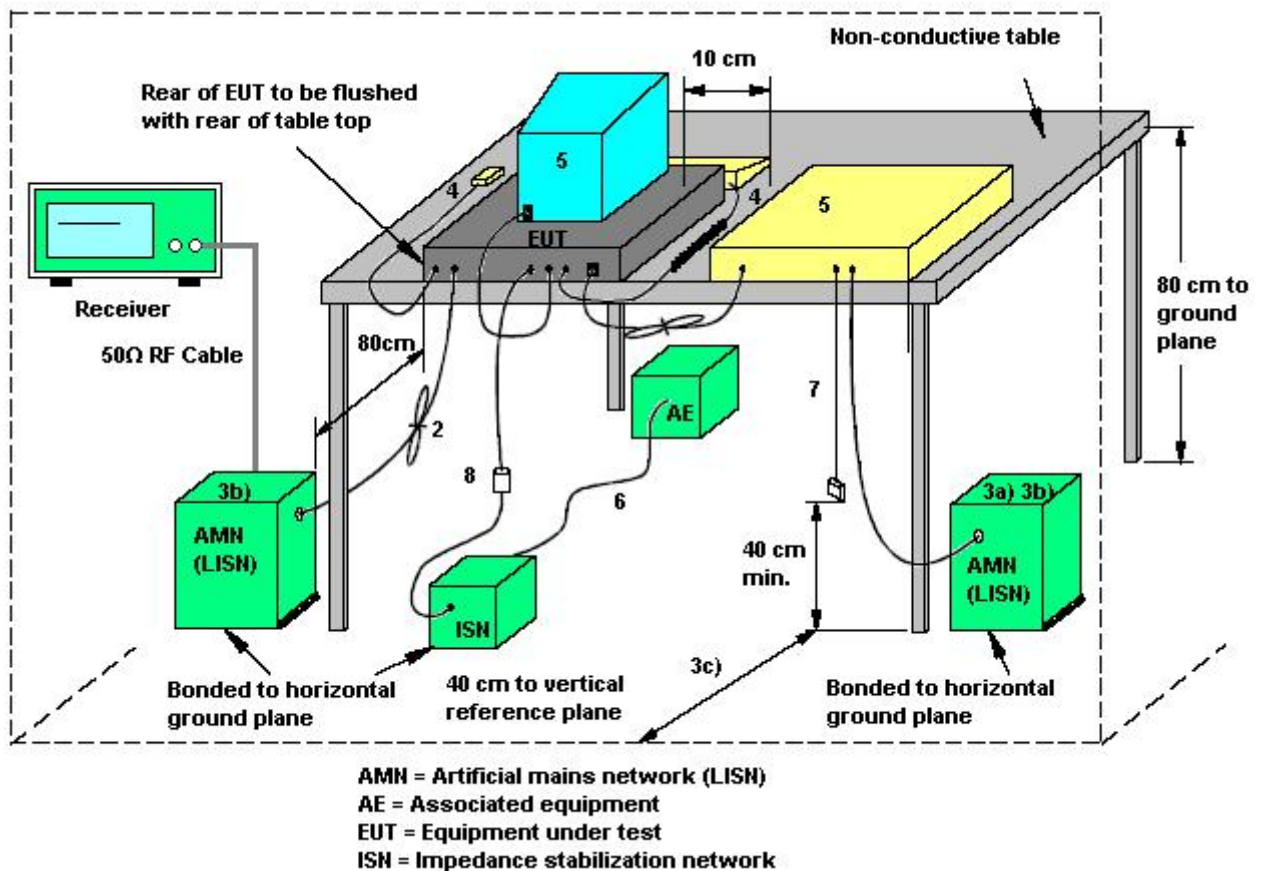 Non-conductive table
10 cm
Rear of EUT to be flushed
with rear of table top
5
4
4
5
EUT
Receiver
50Ω RF Cable
80cm
80 cm to
ground
plane
AE
7
2
8
6
3b)
AMN
(LISN)
3a) 3b)
AMN
(LISN)
40 cm
min.
ISN
3c)
Bonded to horizontal
ground plane
40 cm to vertical
reference plane
Bonded to horizontal
ground plane
AMN = Artificial mains network (LISN)
AE = Associated equipment
EUT = Equipment under test
ISN = Impedance stabilization network